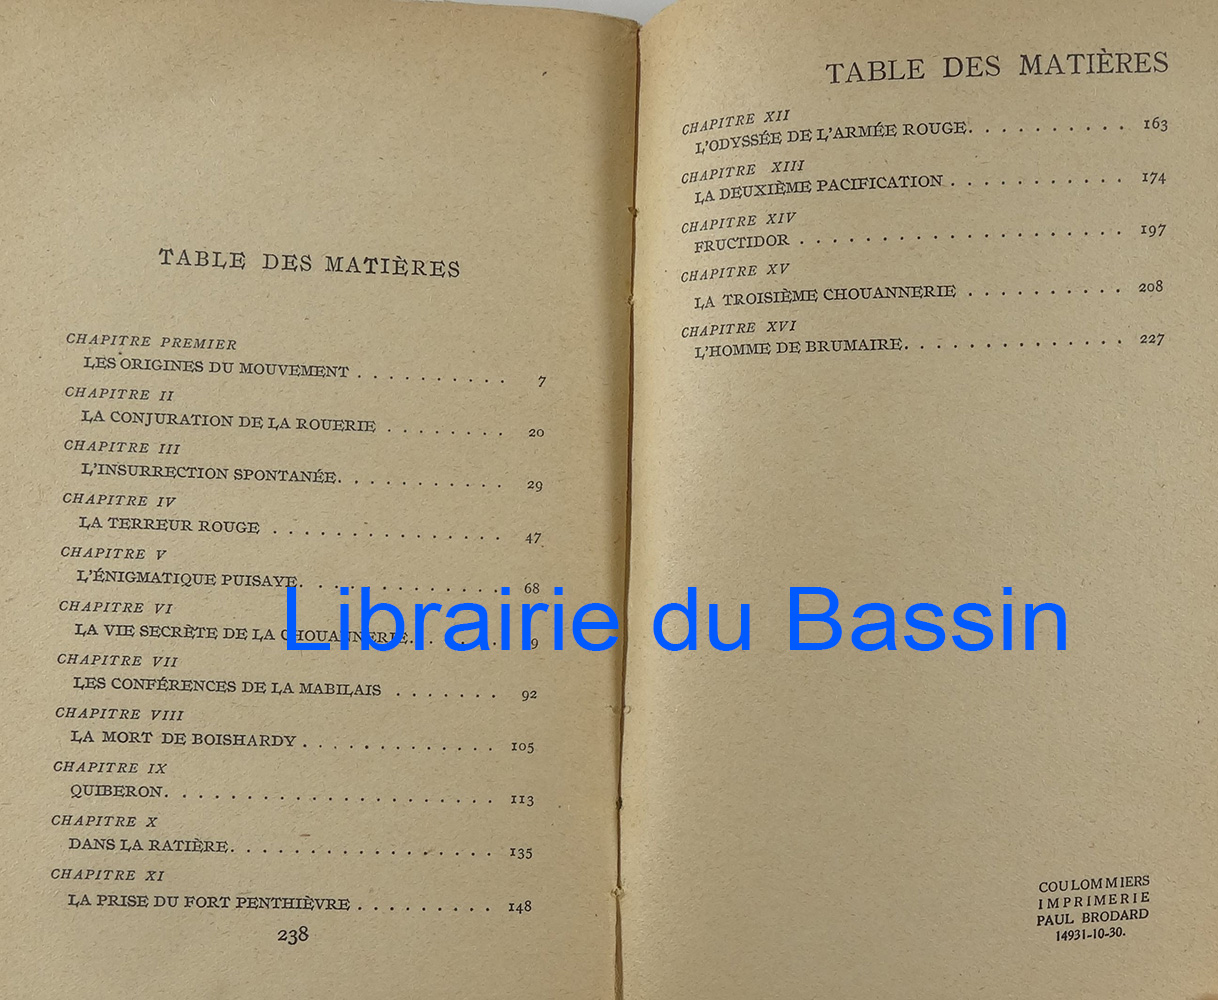 TABLE DES MATIÈRES
CHAPITRE PREMIER
LES ORIGINES DU MOUVEMENT . . . . . . . . . . 7
CHAPITRE II
LA CONJURATION DE LA ROUERIE . . . . . . . . 20
CHAPITRE III
L'INSURRECTION SPONTANÉE. . . . . . . . . . . 29
CHAPITRE IV
LA TERREUR ROUGE . . . . . . . . . . . . . . . 47
CHAPITRE V
L'ÉNIGMATIQUE PUISAYE. . . . . . . . . . . . . 68
CHAPITRE VI
LA VIE SECRÈTE DE LA CHOUANNERIE. . . . . . 9
CHAPITRE VII
LES CONFÉRENCES DE LA MABILAIS . . . . . . . 92
CHAPITRE VIII
LA MORT DE BOISHARDY . . . . . . . . . . . . . 105
CHAPITRE IX
QUIBERON. . . . . . . . . . . . . . . . . . . . . 113
CHAPITRE X
DANS LA RATIÈRE. . . . . . . . . . . . . . . . . 135
CHAPITRE XI
LA PRISE DU FORT PENTHIÈVRE . . . . . . . . . 148
238
TABLE DES MATIÈRES
CHAPITRE XII
L'ODYSSÉE DE L'ARMÉE ROUGE. . . . . . . . . . 163
CHAPITRE XIII
LA DEUXIÈME PACIFICATION . . . . . . . . . . . 174
CHAPITRE XIV
FRUCTIDOR . . . . . . . . . . . . . . . . . . . . 197
CHAPITRE XV
LA TROISIÈME CHOUANNERIE . . . . . . . . . . 208
CHAPITRE XVI
L'HOMME DE BRUMAIRE. . . . . . . . . . . . . . 227
COULOMMIERS
IMPRIMERIE
PAUL BRODARD
14931-10-30.
Librairie du Bassin